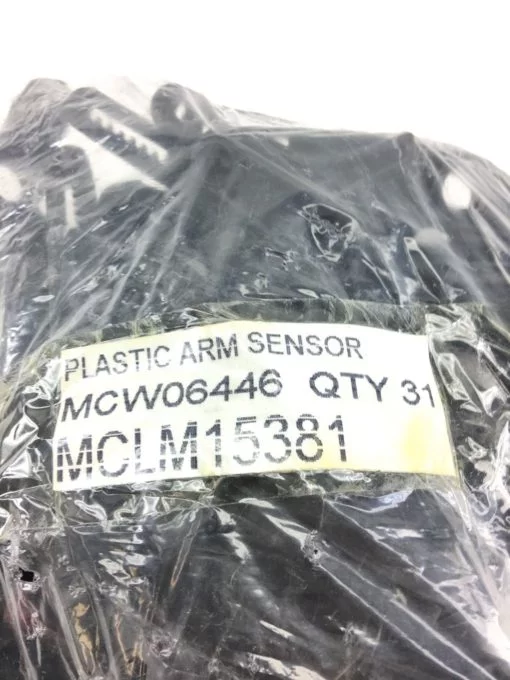 PLASTIC ARM SENSOR
MCW06446 QTY 31
MCLM15381